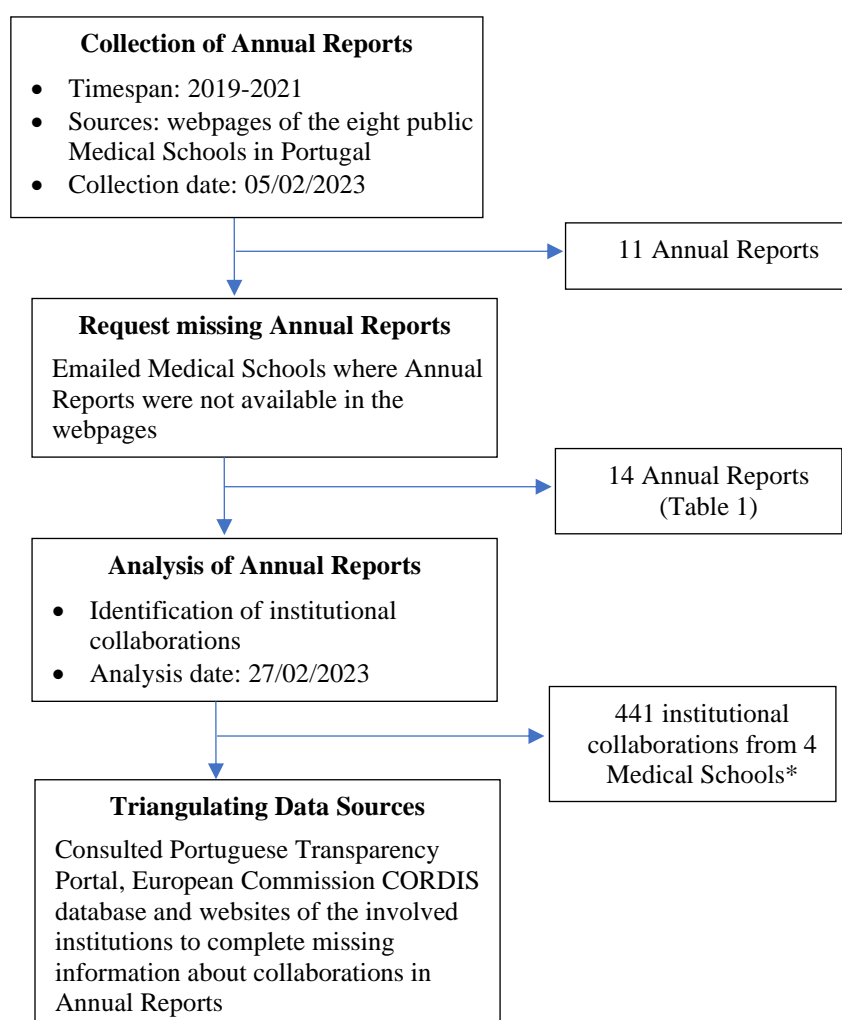 Collection of Annual Reports
• Timespan: 2019-2021
• Sources: webpages of the eight public
Medical Schools in Portugal
• Collection date: 05/02/2023
11 Annual Reports
Request missing Annual Reports
Emailed Medical Schools where Annual
Reports were not available in the
webpages
14 Annual Reports
(Table 1)
Analysis of Annual Reports
• Identification of institutional
collaborations
• Analysis date: 27/02/2023
441 institutional
collaborations from 4
Medical Schools*
Triangulating Data Sources
Consulted Portuguese Transparency
Portal, European Commission CORDIS
database and websites of the involved
institutions to complete missing
information about collaborations in
Annual Reports